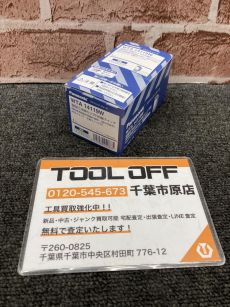 WTA 14119W
TOOL OFF
0120-545-673 千葉市原店
工具買取強化中!!
新品・中古・ジャンク買取可能 宅配査定・出張査定・LINE査定
無料で査定いたします!
〒260-0825
千葉県千葉市中央区村田町 776-12